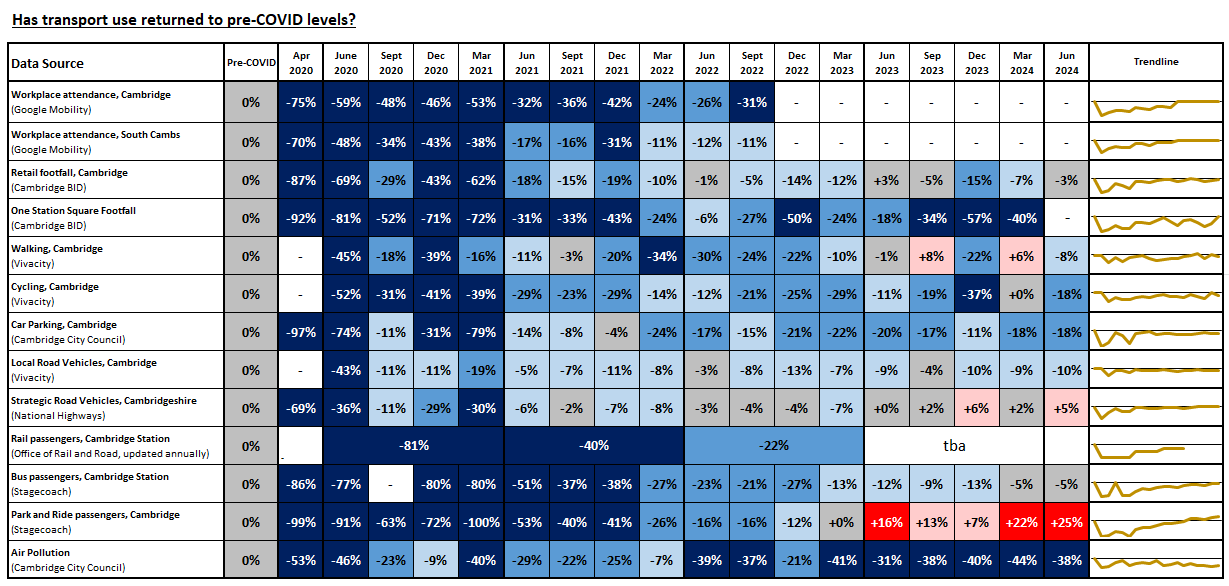 Has transport use returned to pre-COVID levels?
Data Source Pre-COVID Apr 2020 June 2020 Sept 2020 Dec 2020 Mar 2021 Jun 2021 Sept 2021 Dec 2021 Mar 2022 Jun 2022 Sept 2022 Dec 2022 Mar 2023 Jun 2023 Sep 2023 Dec 2023 Mar 2024 Jun 2024 Trendline
Workplace attendance, Cambridge
(Google Mobility)
0% -75% -59% -48% -46% -53% -32% -36% -42% -24% -26% -31% - - - - - - -
Workplace attendance, South Cambs
(Google Mobility)
0% -70% -48% -34% -43% -38% -17% -16% -31% -11% -12% -11% - - - - - - -
Retail footfall, Cambridge
(Cambridge BID)
0% -87% -69% -29% -43% -62% -18% -15% -19% -10% -1% -5% -14% -12% +3% -5% -15% -7% -3%
One Station Square Footfall
(Cambridge BID)
0% -92% -81% -52% -71% -72% -31% -33% -43% -24% -6% -27% -50% -24% -18% -34% -57% -40% -
Walking, Cambridge
(Vivacity)
0% - -45% -18% -39% -16% -11% -3% -20% -34% -30% -24% -22% -10% -1% +8% -22% +6% -8%
Cycling, Cambridge
(Vivacity)
0% - -52% -31% -41% -39% -29% -23% -29% -14% -12% -21% -25% -29% -11% -19% -37% +0% -18%
Car Parking, Cambridge
(Cambridge City Council)
0% -97% -74% -11% -31% -79% -14% -8% -4% -24% -17% -15% -21% -22% -20% -17% -11% -18% -18%
Local Road Vehicles, Cambridge
(Vivacity)
0% - -43% -11% -11% -19% -5% -7% -11% -8% -3% -8% -13% -7% -9% -4% -10% -9% -10%
Strategic Road Vehicles, Cambridgeshire
(National Highways)
0% -69% -36% -11% -29% -30% -6% -2% -7% -8% -3% -4% -4% -7% +0% +2% +6% +2% +5%
Rail passengers, Cambridge Station
(Office of Rail and Road, updated annually)
0% - -81% -40% -22% tba
Bus passengers, Cambridge Station
(Stagecoach)
0% -86% -77% - -80% -80% -51% -37% -38% -27% -23% -21% -27% -13% -12% -9% -13% -5% -5%
Park and Ride passengers, Cambridge
(Stagecoach)
0% -99% -91% -63% -72% -100% -53% -40% -41% -26% -16% -16% -12% +0% +16% +13% +7% +22% +25%
Air Pollution
(Cambridge City Council)
0% -53% -46% -23% -9% -40% -29% -22% -25% -7% -39% -37% -21% -41% -31% -38% -40% -44% -38%